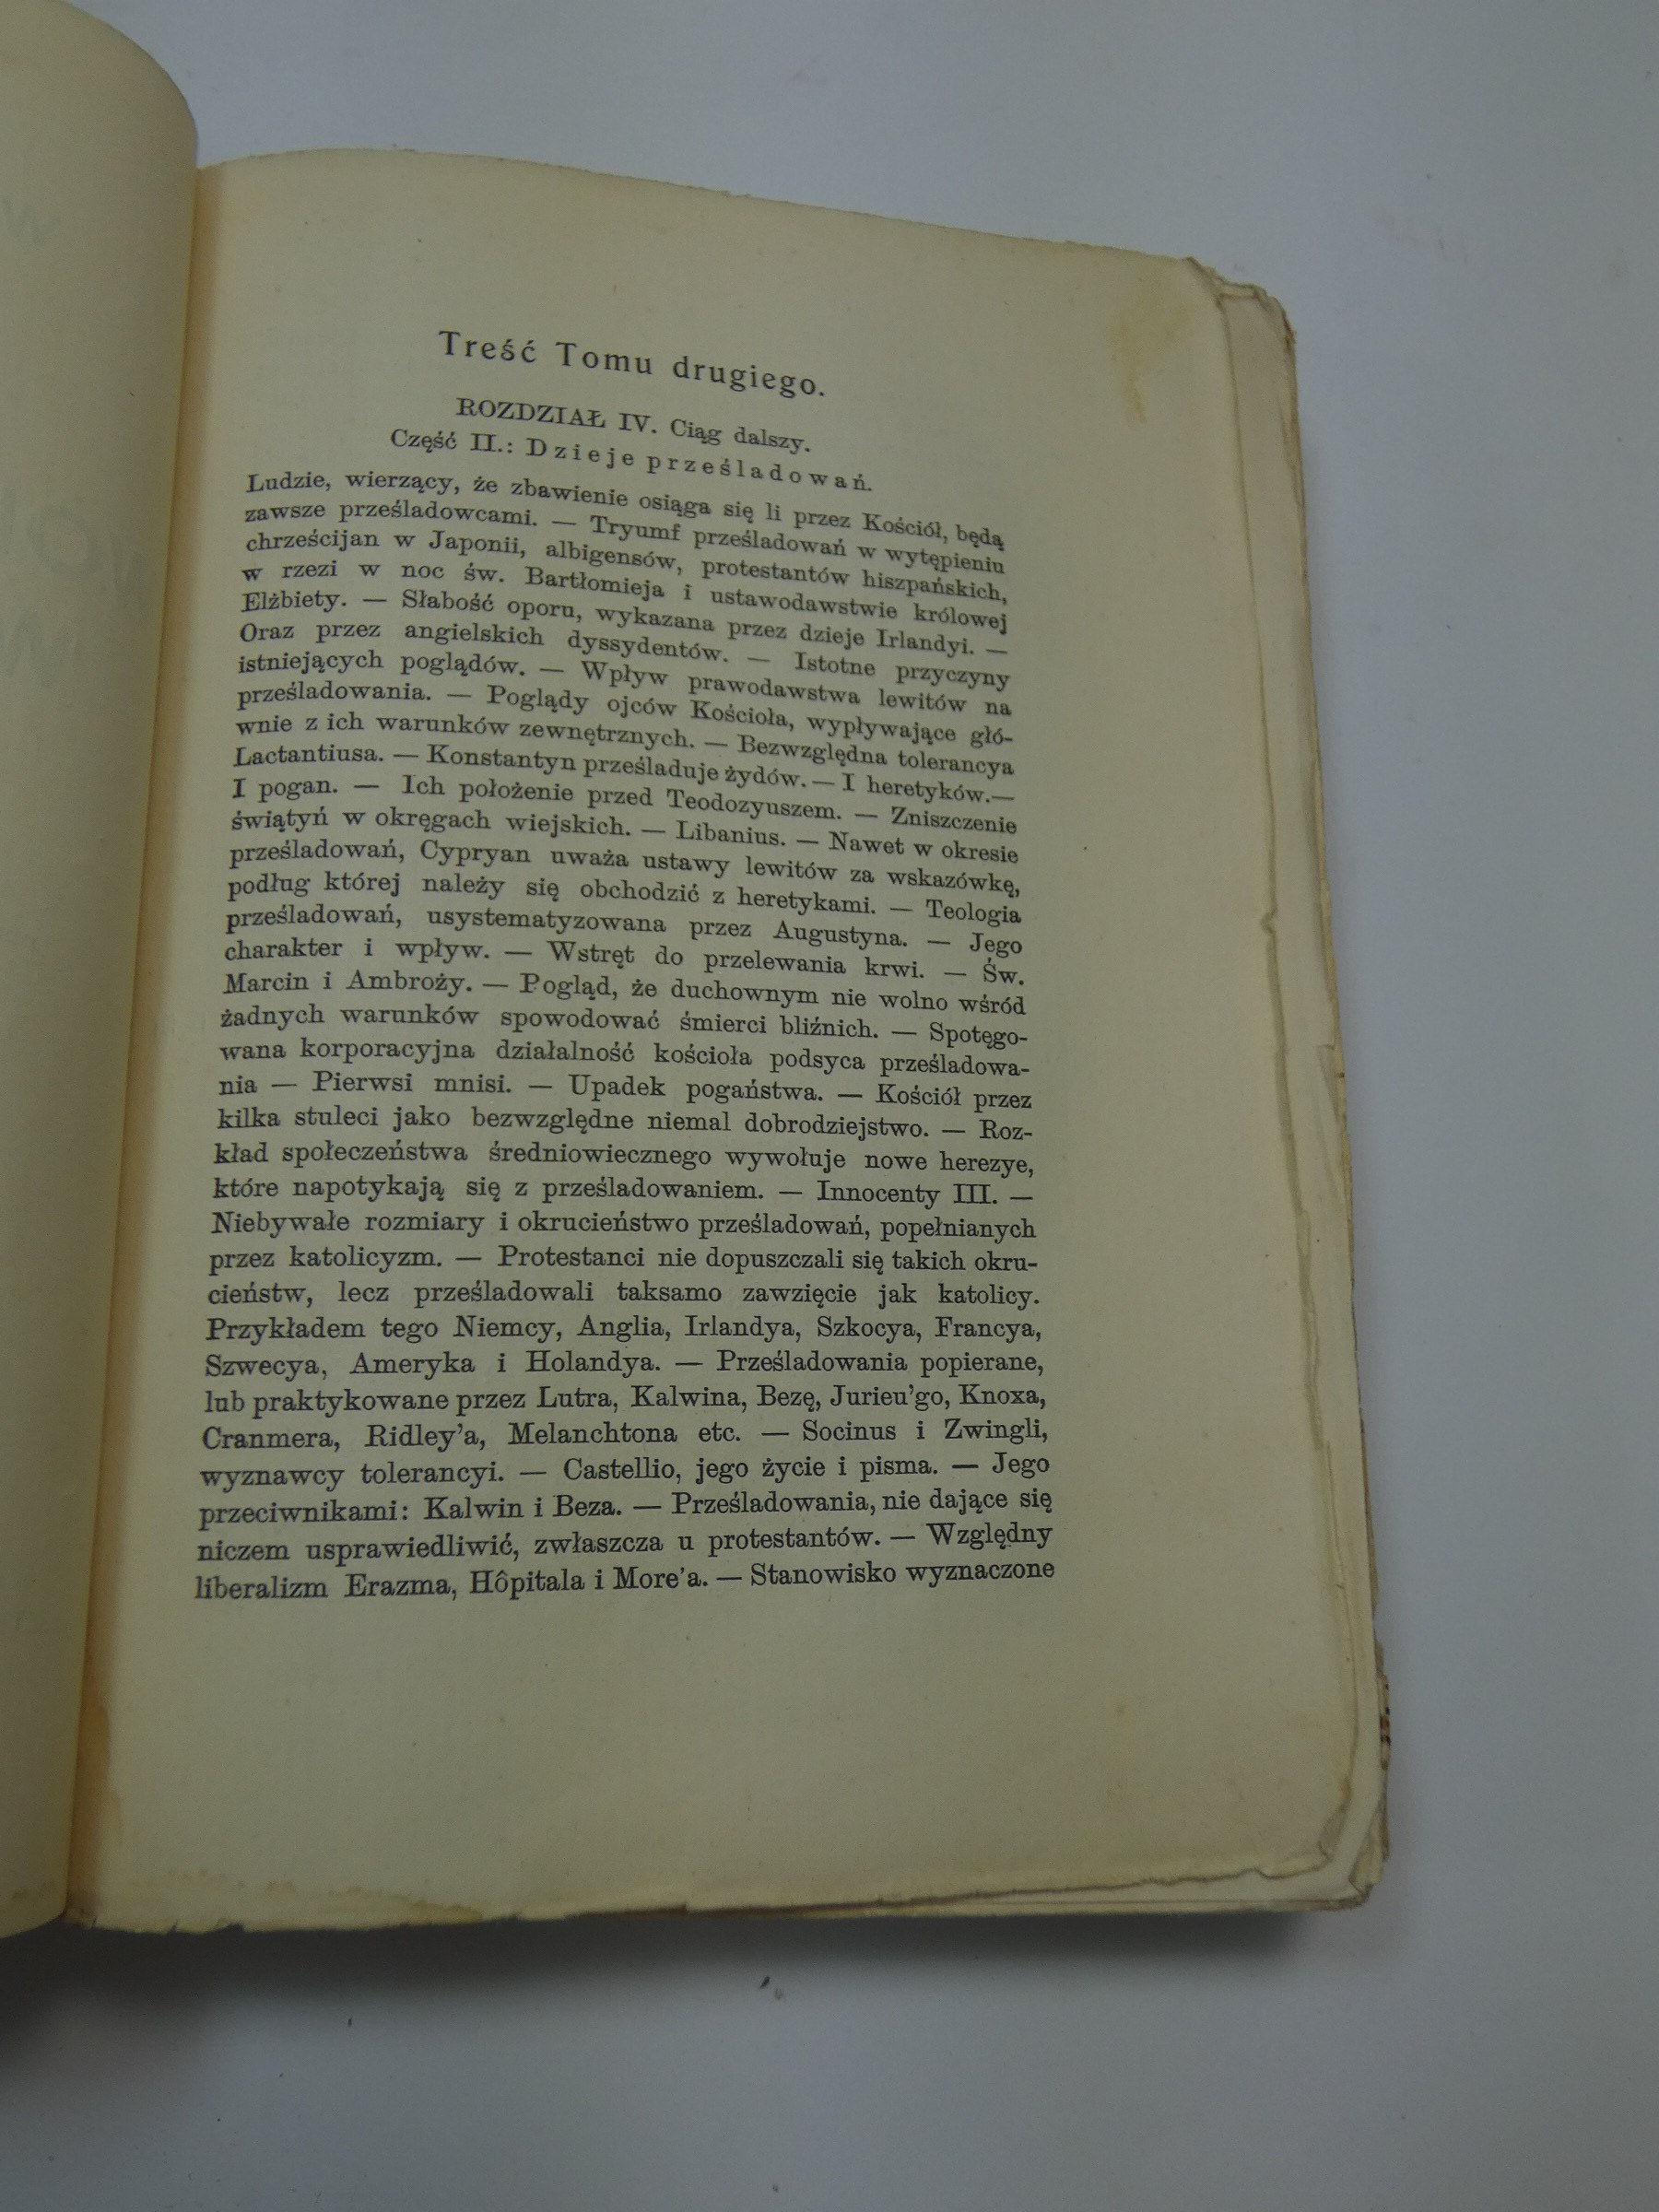 Treść Tomu drugiego.
ROZDZIAŁ IV. Ciąg dalszy.
Część II.: Dzieje prześladowań.
Ludzie, wierzący, że zbawienie osiąga się li przez Kościół, będą
zawsze prześladowcami. — Tryumf prześladowań w wytępieniu
chrześcijan w Japonii, albigensów, protestantów hiszpańskich,
w rzezi w noc św. Bartłomieja i ustawodawstwie królowej
Elżbiety. — Słabość oporu, wykazana przez dzieje Irlandyi. —
Oraz przez angielskich dyssydentów. — Istotne przyczyny
istniejących poglądów. — Wpływ prawodawstwa lewitów na
prześladowania. — Poglądy ojców Kościoła, wypływające głó-
wnie z ich warunków zewnętrznych. — Bezwzględna tolerancya
Lactantiusa. — Konstantyn prześladuje żydów. — I heretyków.—
I pogan. — Ich położenie przed Teodozyuszem. — Zniszczenie
świątyń w okręgach wiejskich. — Libanius. — Nawet w okresie
prześladowań, Cypryan uważa ustawy lewitów za wskazówkę,
podług której należy się obchodzić z heretykami. — Teologia
prześladowań, usystematyzowana przez Augustyna. — Jego
charakter i wpływ. — Wstręt do przelewania krwi. — Św.
Marcin i Ambroży. — Pogląd, że duchownym nie wolno wśród
żadnych warunków spowodować śmierci bliźnich. — Spotęgo-
wana korporacyjna działalność kościoła podsyca prześladowa-
nia — Pierwsi mnisi. — Upadek pogaństwa. — Kościół przez
kilka stuleci jako bezwzględne niemal dobrodziejstwo. — Roz-
kład społeczeństwa średniowiecznego wywołuje nowe herezye,
które napotykają się z prześladowaniem. — Innocenty III. —
Niebywałe rozmiary i okrucieństwo prześladowań, popełnianych
przez katolicyzm. — Protestanci nie dopuszczali się takich okru-
cieństw, lecz prześladowali taksamo zawzięcie jak katolicy.
Przykładem tego Niemcy, Anglia, Irlandya, Szkocya, Francya,
Szwecya, Ameryka i Holandya. — Prześladowania popierane,
lub praktykowane przez Lutra, Kalwina, Bezę, Jurieu'go, Knoxa,
Cranmera, Ridley'a, Melanchtona etc. — Socinus i Zwingli,
wyznawcy tolerancyi. — Castellio, jego życie i pisma. — Jego
przeciwnikami: Kalwin i Beza. — Prześladowania, nie dające się
niczem usprawiedliwić, zwłaszcza u protestantów. — Względny
liberalizm Erazma, Hôpitala i More'a. — Stanowisko wyznaczone